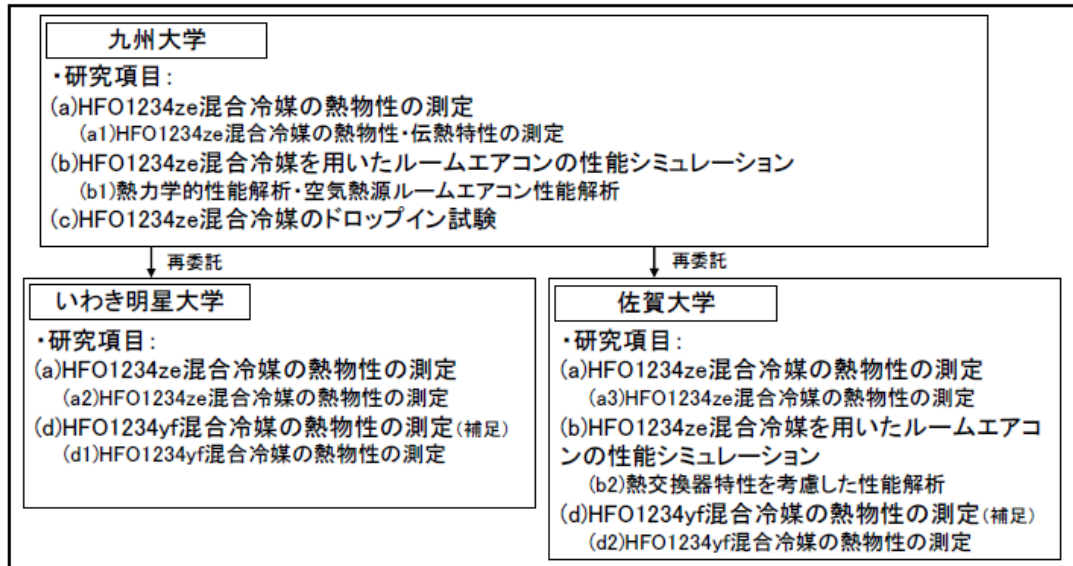 九州大学
・研究項目：
(a)HFO1234ze混合冷媒の熱物性の測定
(a1)HFO1234ze混合冷媒の熱物性・伝熱特性の測定
(b)HFO1234ze混合冷媒を用いたルームエアコンの性能シミュレーション
(b1)熱力学的性能解析・空気熱源ルームエアコン性能解析
(c)HFO1234ze混合冷媒のドロップイン試験
再委託
再委託
いわき明星大学
・研究項目：
(a)HFO1234ze混合冷媒の熱物性の測定
(a2)HFO1234ze混合冷媒の熱物性の測定
(d)HFO1234yf混合冷媒の熱物性の測定(補足)
(d1)HFO1234yf混合冷媒の熱物性の測定
佐賀大学
・研究項目：
(a)HFO1234ze混合冷媒の熱物性の測定
(a3)HFO1234ze混合冷媒の熱物性の測定
(b)HFO1234ze混合冷媒を用いたルームエアコ
ンの性能シミュレーション
(b2)熱交換器特性を考慮した性能解析
(d)HFO1234yf混合冷媒の熱物性の測定(補足)
(d2)HFO1234yf混合冷媒の熱物性の測定